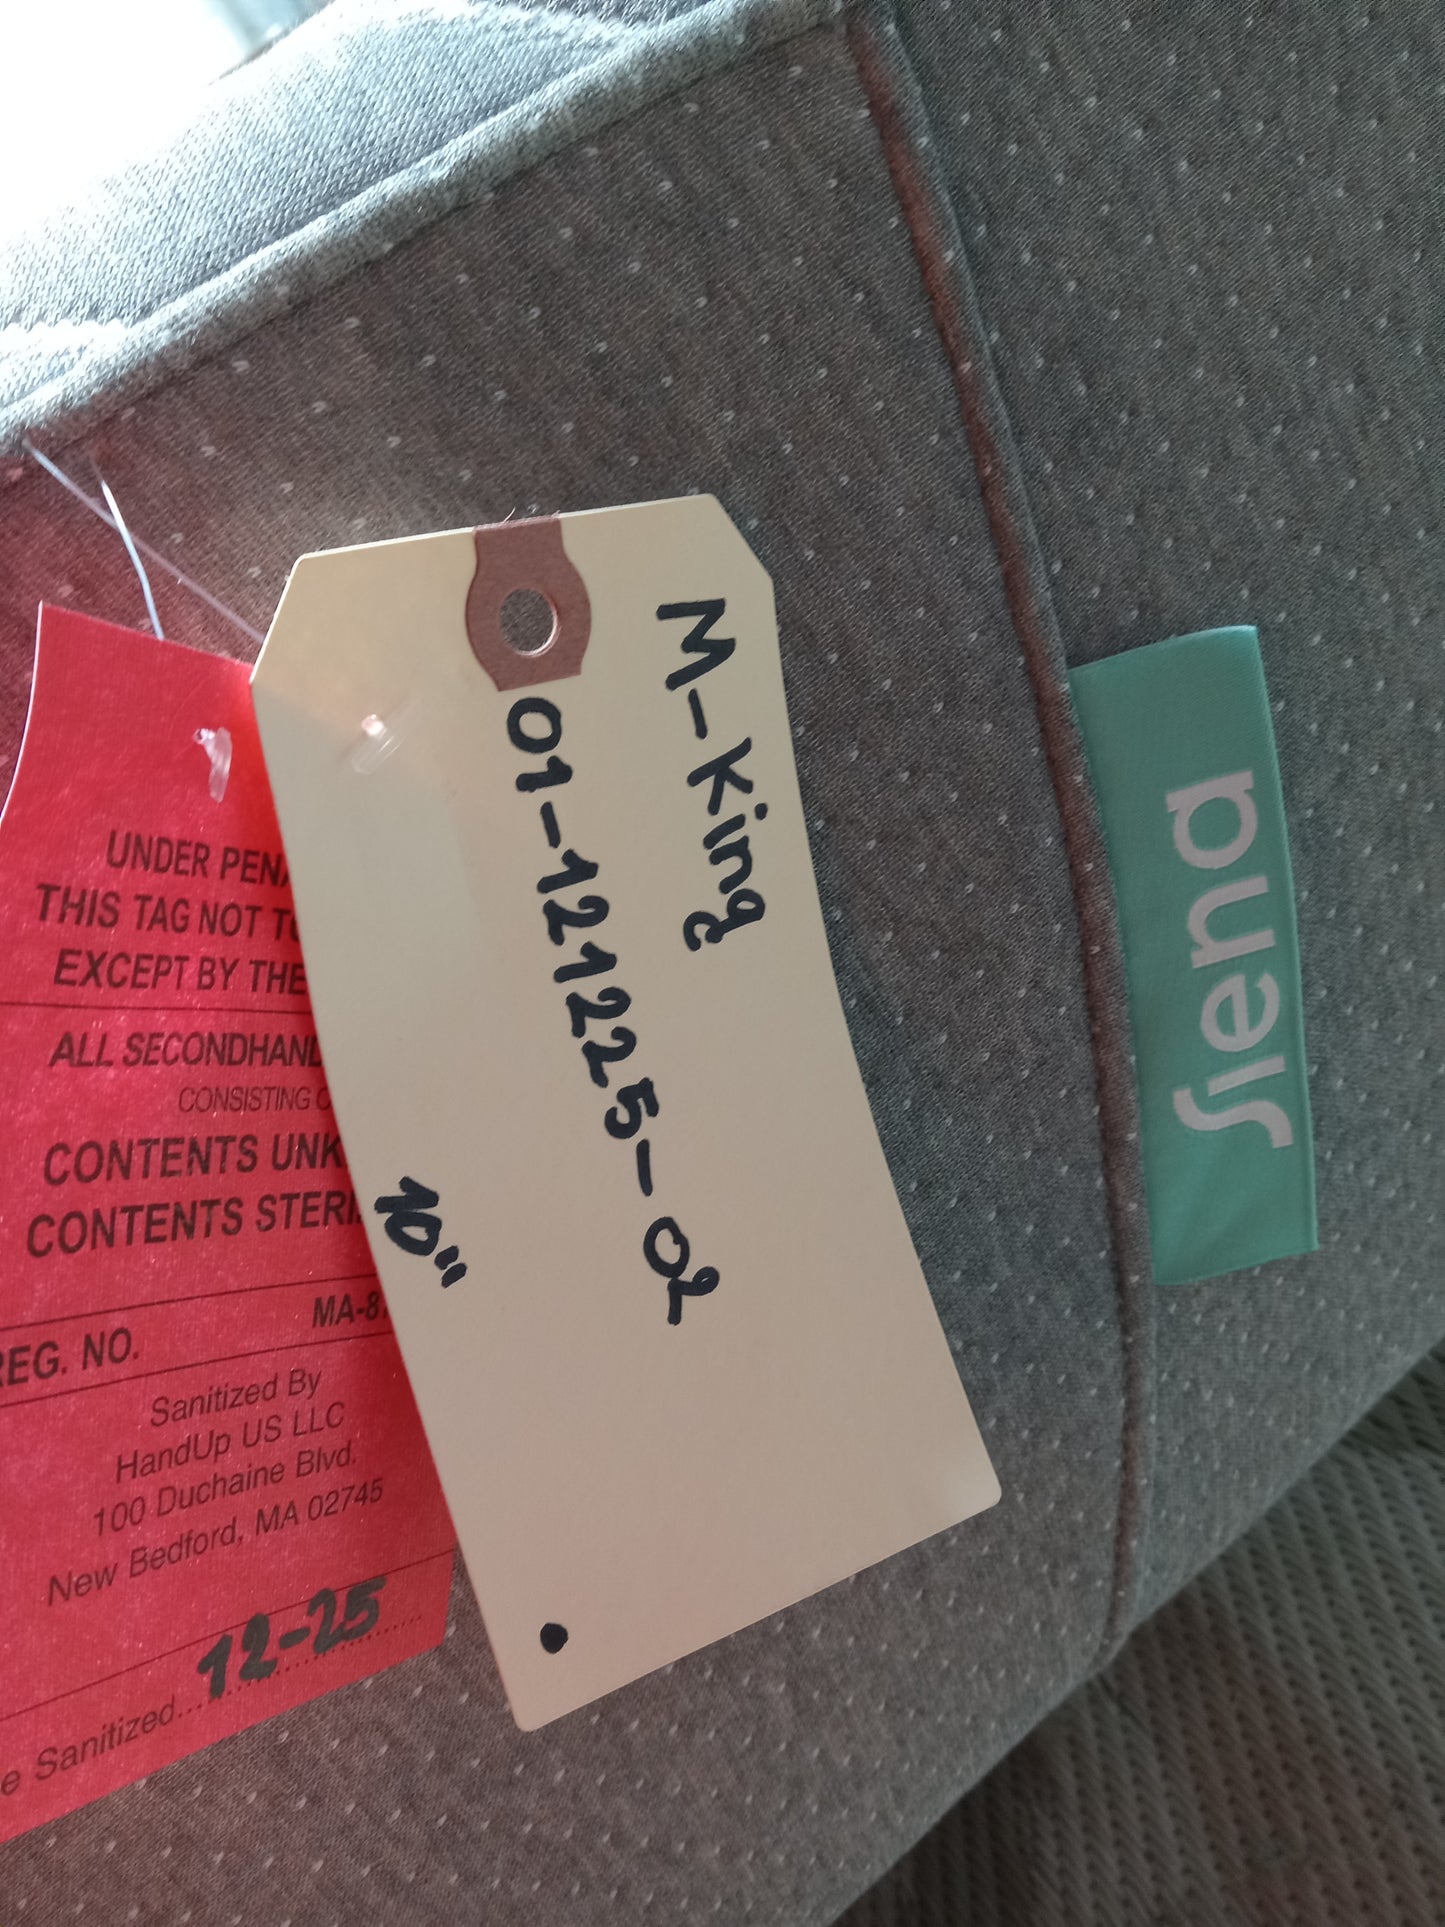 M-King
01-121225-02
10"
siena
UNDER PENA
THIS TAG NOT TO
EXCEPT BY THE
ALL SECONDHAND
CONSISTING O
CONTENTS UNK
CONTENTS STERI
REG. NO.
MA-87
Sanitized By
HandUp US LLC
100 Duchaine Blvd.
New Bedford, MA 02745
e Sanitized... 12-25